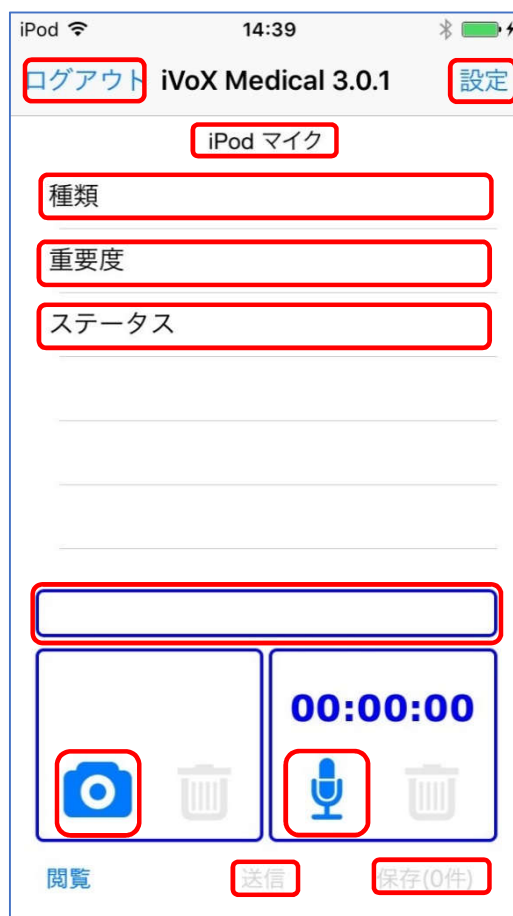 iPod 14:39
ログアウト iVoX Medical 3.0.1 設定
iPod マイク
種類
重要度
ステータス
00:00:00
閲覧 送信 保存(0件)